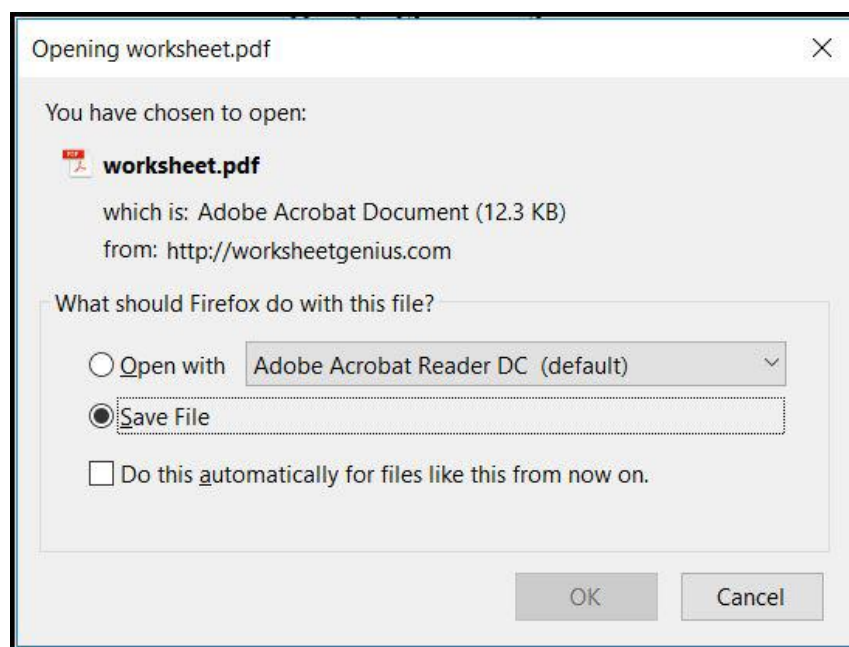 Opening worksheet.pdf
You have chosen to open:
PDF
worksheet.pdf
which is: Adobe Acrobat Document (12.3 KB)
from: http://worksheetgenius.com
What should Firefox do with this file?
Open with Adobe Acrobat Reader DC (default)
Save File
Do this automatically for files like this from now on.
OK Cancel